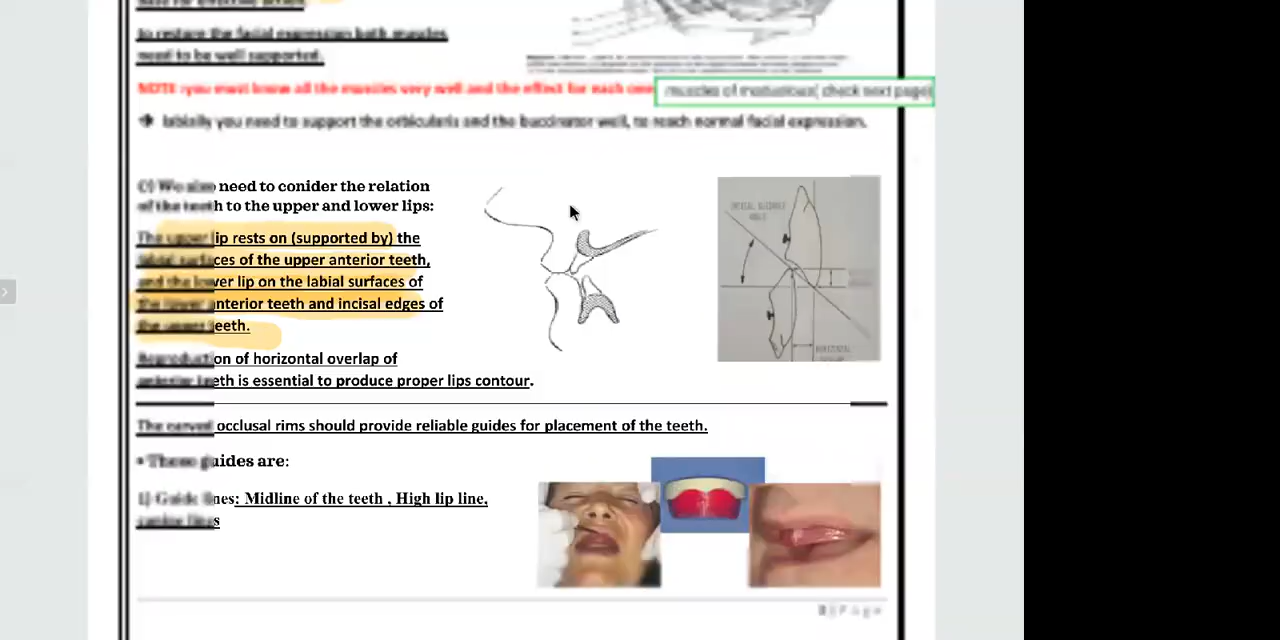 to restore the facial expression both muscles
need to be well supported.
NOTE :you must know all the muscles very well and the effect for each one
muscles of mastication( check next page)
labially you need to support the orbicularis and the buccinator well, to reach normal facial expression.
C) We also need to conider the relation
of the teeth to the upper and lower lips:
The upper lip rests on (supported by) the
labial surfaces of the upper anterior teeth,
and the lower lip on the labial surfaces of
the lower anterior teeth and incisal edges of
the upper teeth.
INCISAL GUIDANCE
ANGLE
HORIZONTAL
Reproduction of horizontal overlap of
anterior teeth is essential to produce proper lips contour.
The carved occlusal rims should provide reliable guides for placement of the teeth.
• These guides are:
1) Guide lines: Midline of the teeth , High lip line,
canine lines
| P a g e